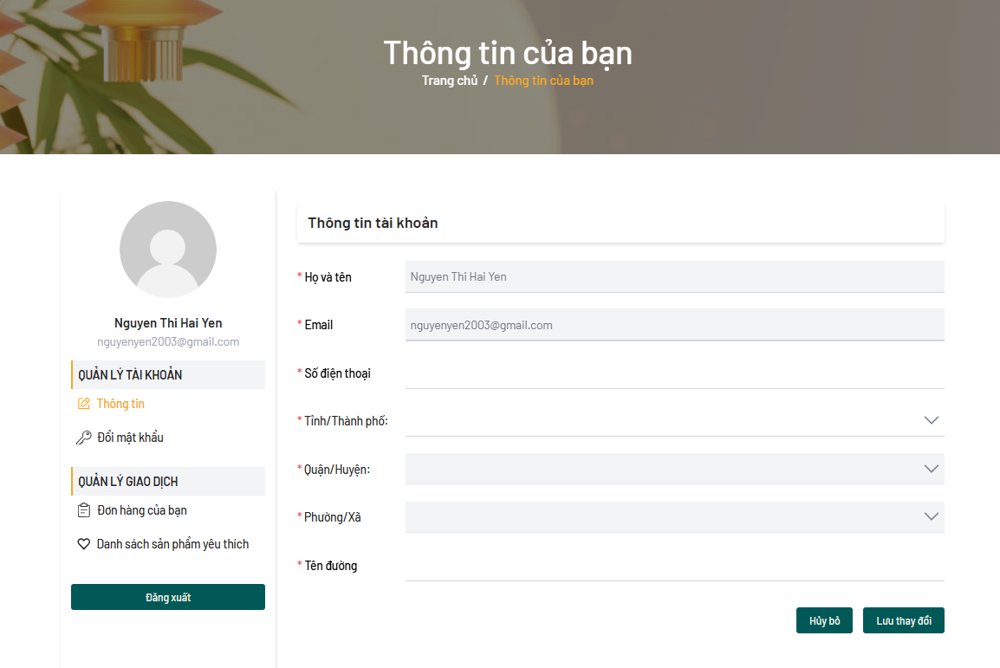 Thông tin của bạn
Trang chủ / Thông tin của bạn
Nguyen Thi Hai Yen
nguyenyen2003@gmail.com
QUẢN LÝ TÀI KHOẢN
Thông tin
Đổi mật khẩu
QUẢN LÝ GIAO DỊCH
Đơn hàng của bạn
Danh sách sản phẩm yêu thích
Đăng xuất
Thông tin tài khoản
* Họ và tên Nguyen Thi Hai Yen
* Email nguyenyen2003@gmail.com
* Số điện thoại
* Tỉnh/Thành phố:
* Quận/Huyện:
* Phường/Xã
* Tên đường
Hủy bỏ Lưu thay đổi